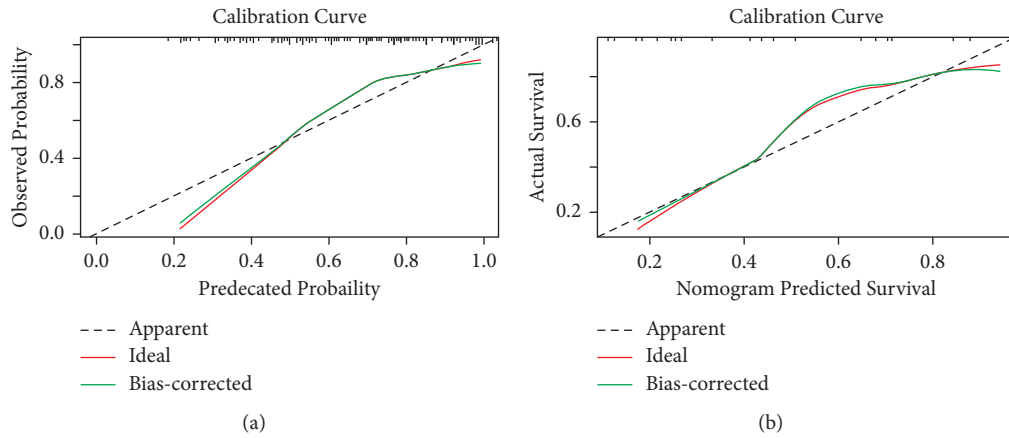 Calibration Curve
Observed Probability
0.8
0.4
0.0
0.0 0.2 0.4 0.6 0.8 1.0
Predecated Probaility
Apparent
Ideal
Bias-corrected
(a)
Calibration Curve
Actual Survival
0.6
0.2
0.2 0.4 0.6 0.8
Nomogram Predicted Survival
Apparent
Ideal
Bias-corrected
(b)